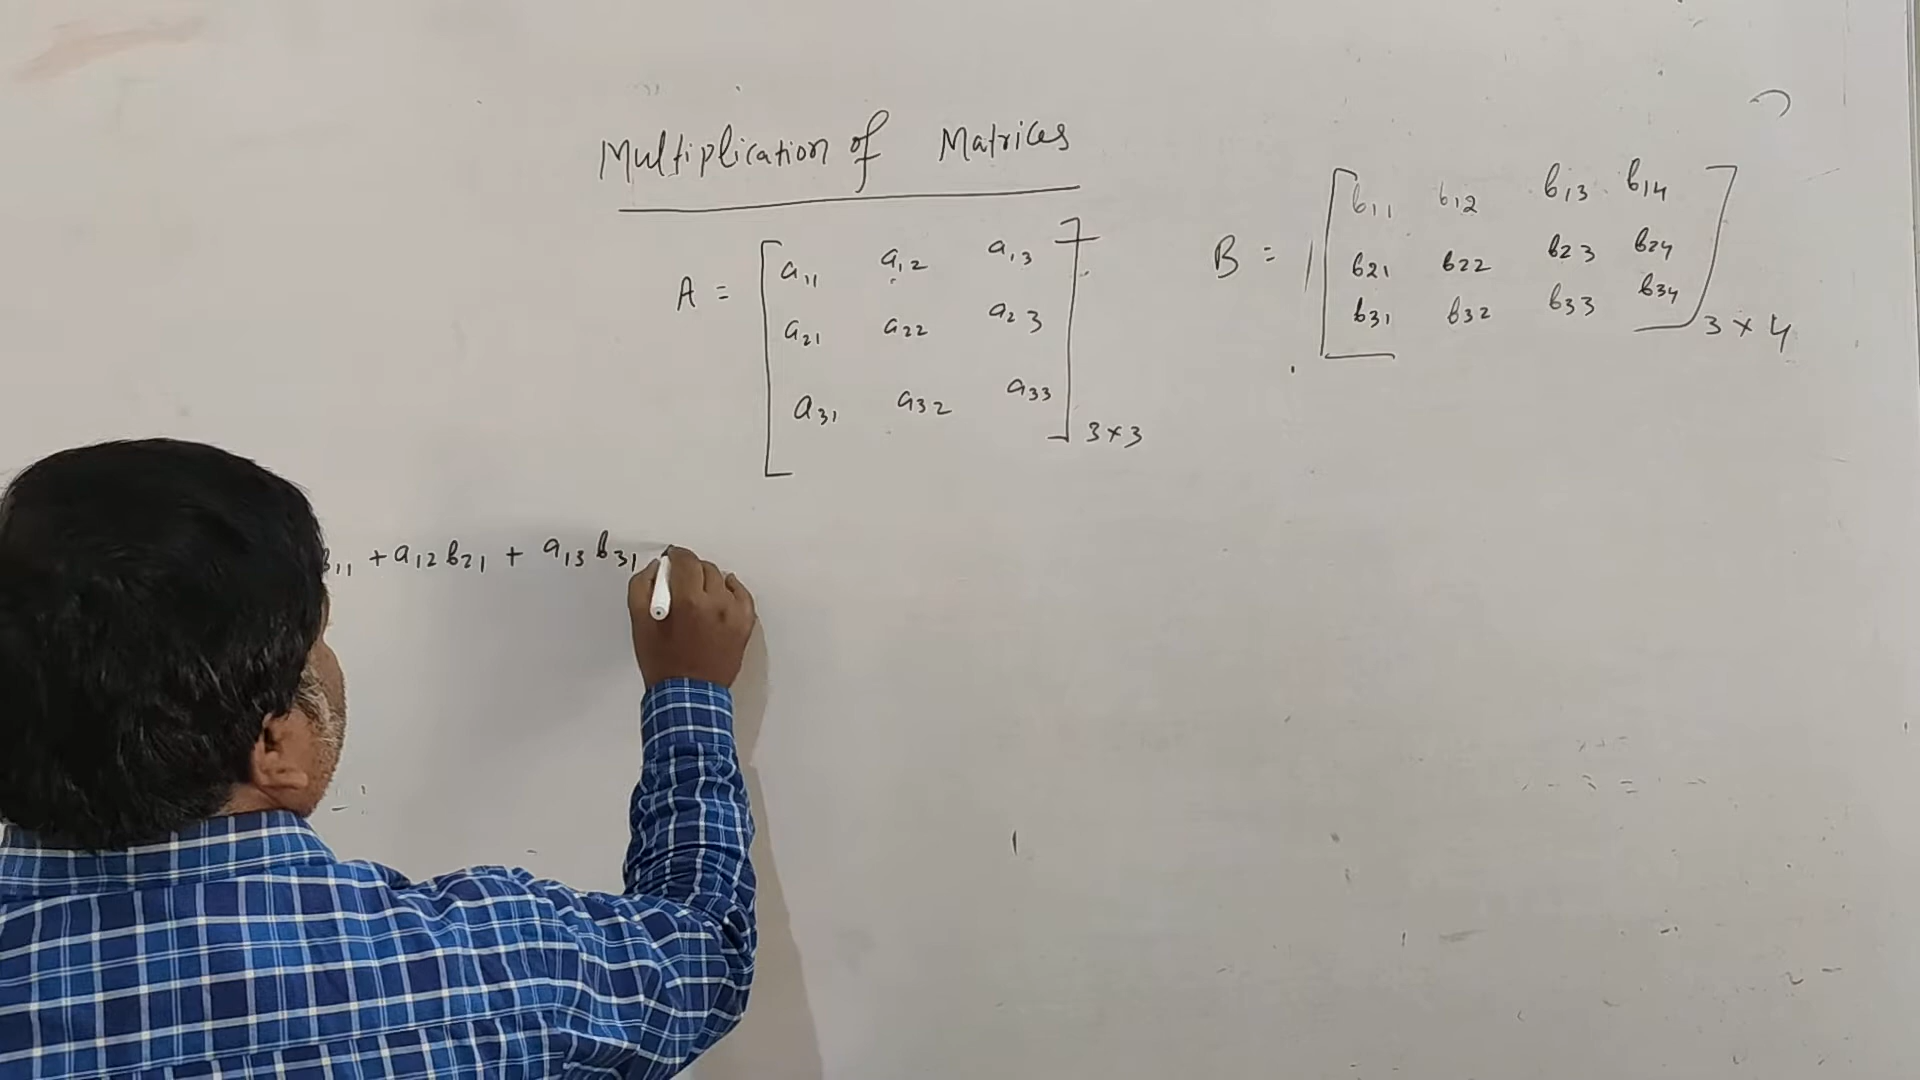 Multiplication of Matrices
A = [ a11 a12 a13
a21 a22 a23
a31 a32 a33 ] 3×3
B = [ b11 b12 b13 b14
b21 b22 b23 b24
b31 b32 b33 b34 ] 3×4
b11 + a12 b21 + a13 b31